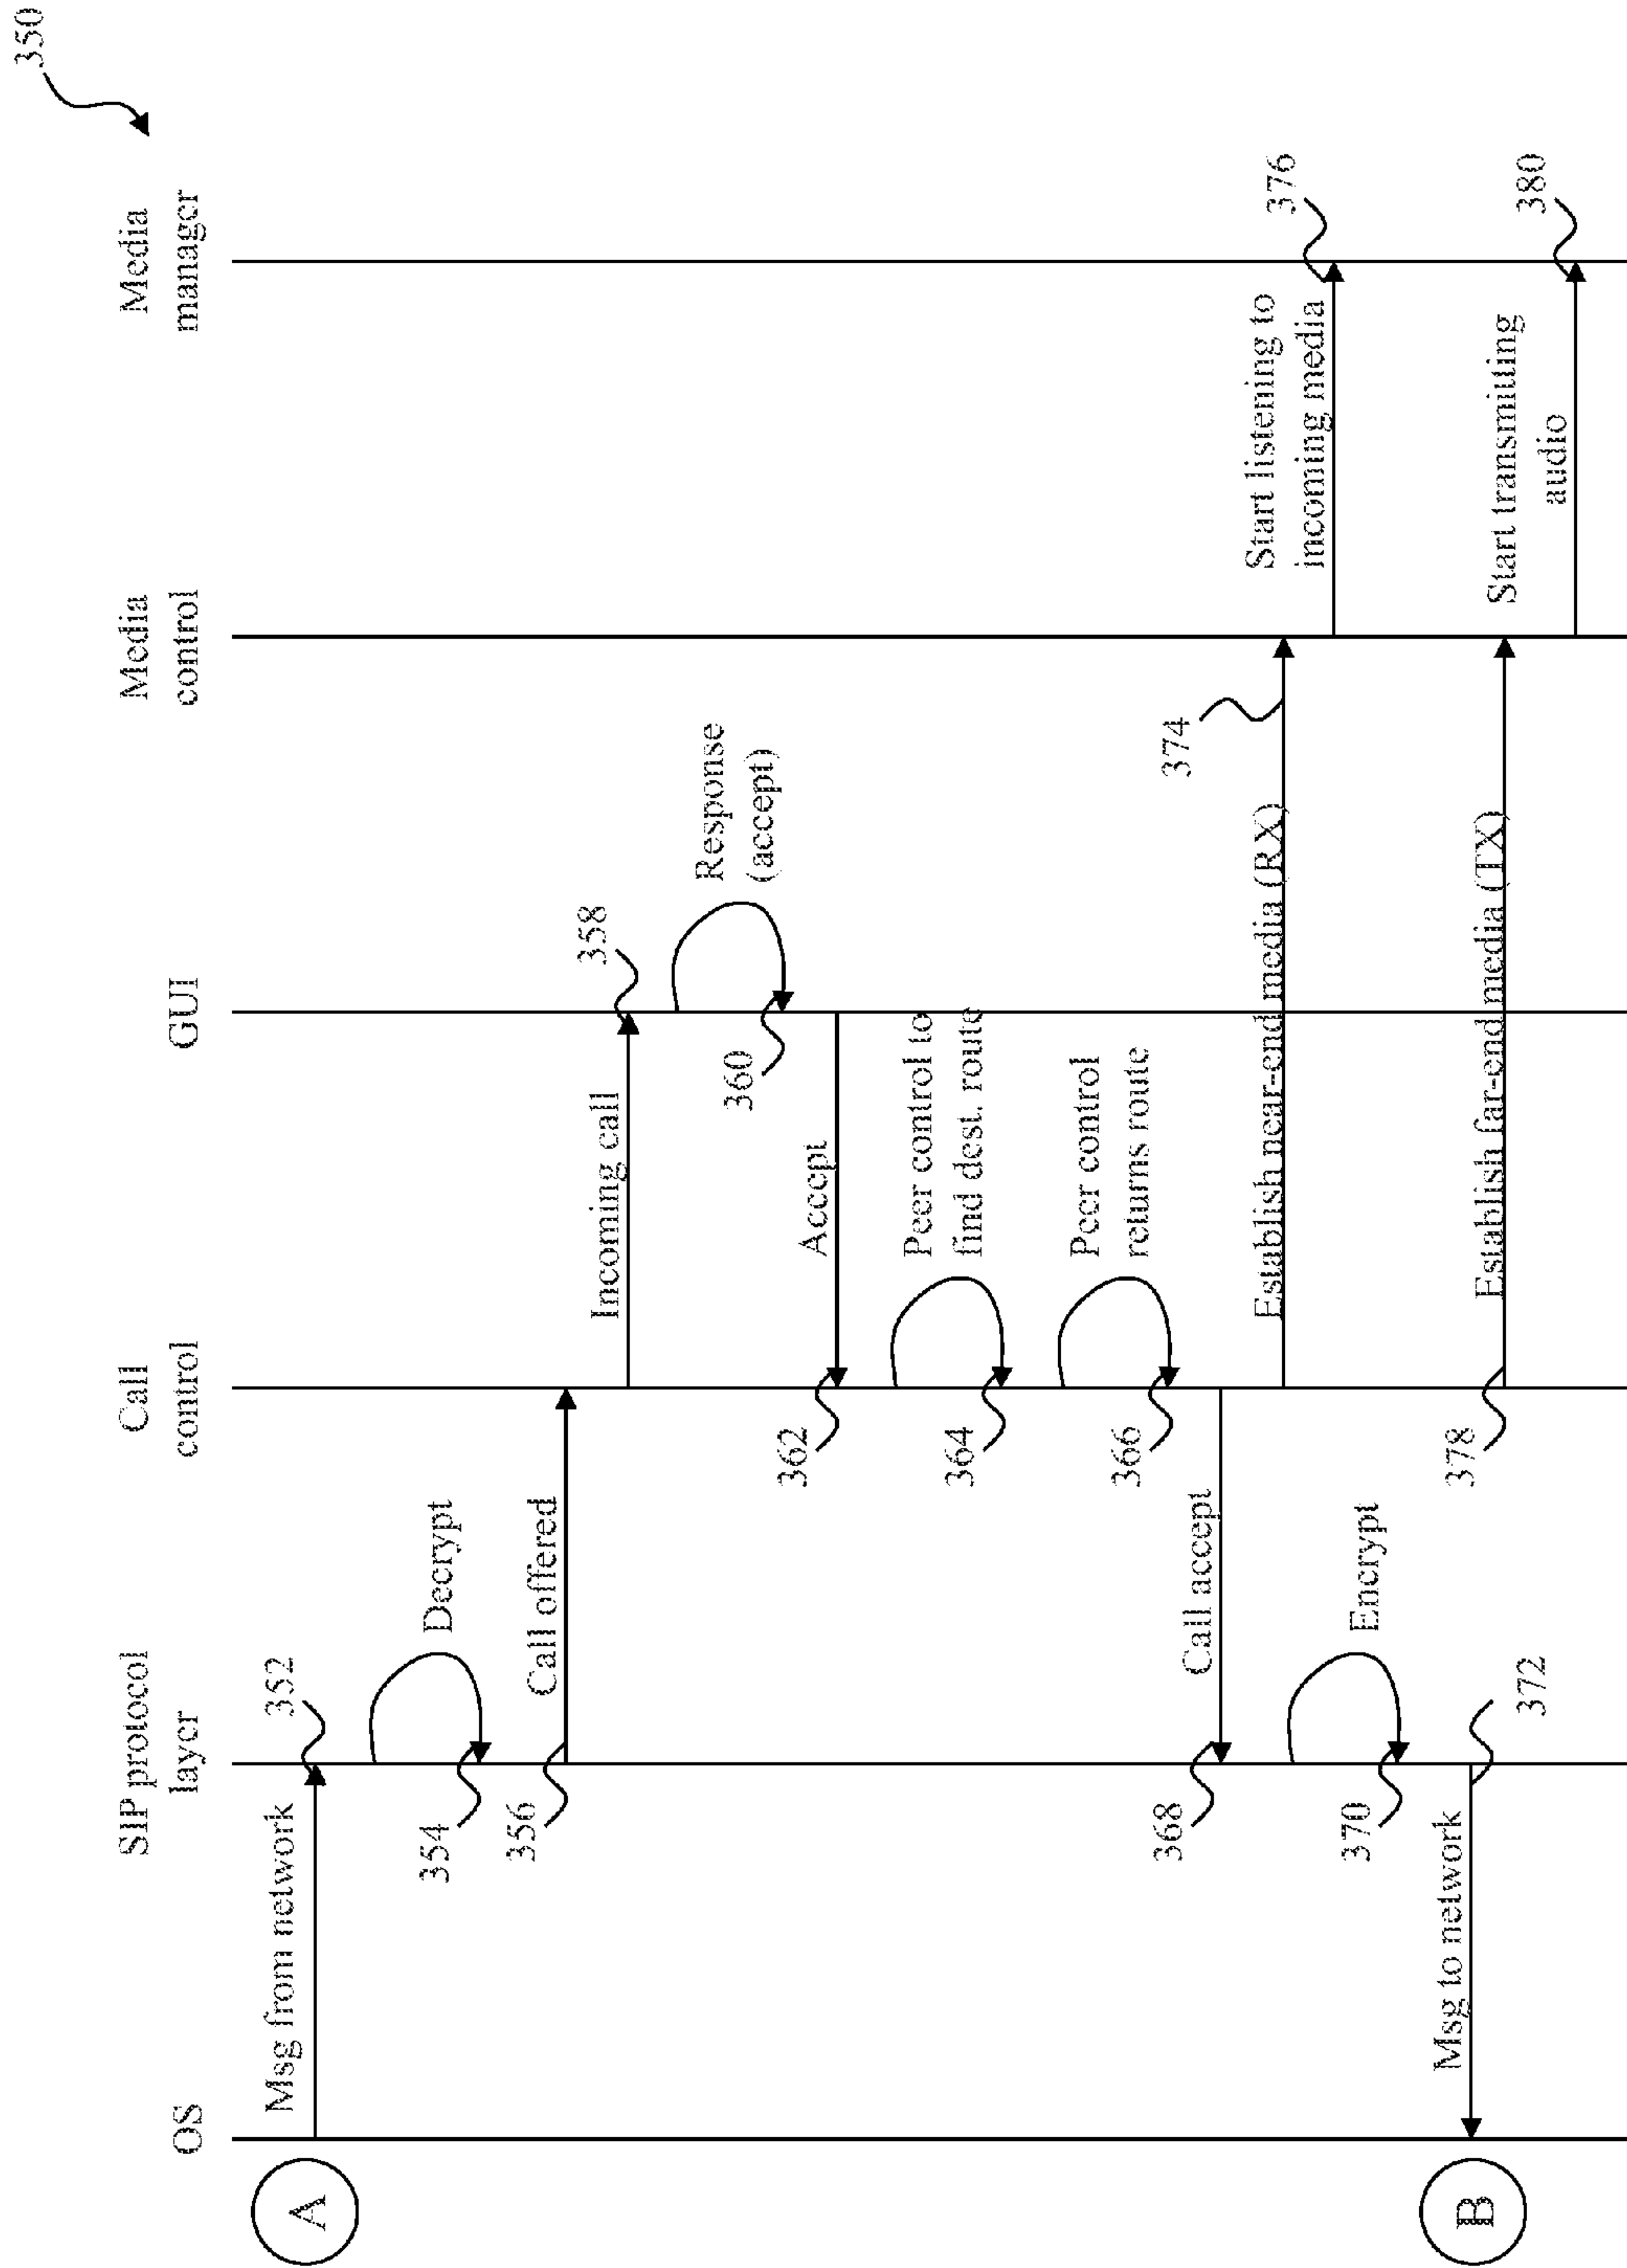 350
OS
SIP protocol
layer
Call
control
GUI
Media
control
Media
manager
A
Msg from network
352
Decrypt
354
Call offered
356
Incoming call
358
Response
(accept)
360
Accept
362
Peer control to
find dest. route
364
Peer control
returns route
366
Call accept
368
Establish near-end media (RX)
374
Start listening to
incoming media
376
Encrypt
370
B
Msg to network
372
Establish far-end media (TX)
378
Start transmitting
audio
380